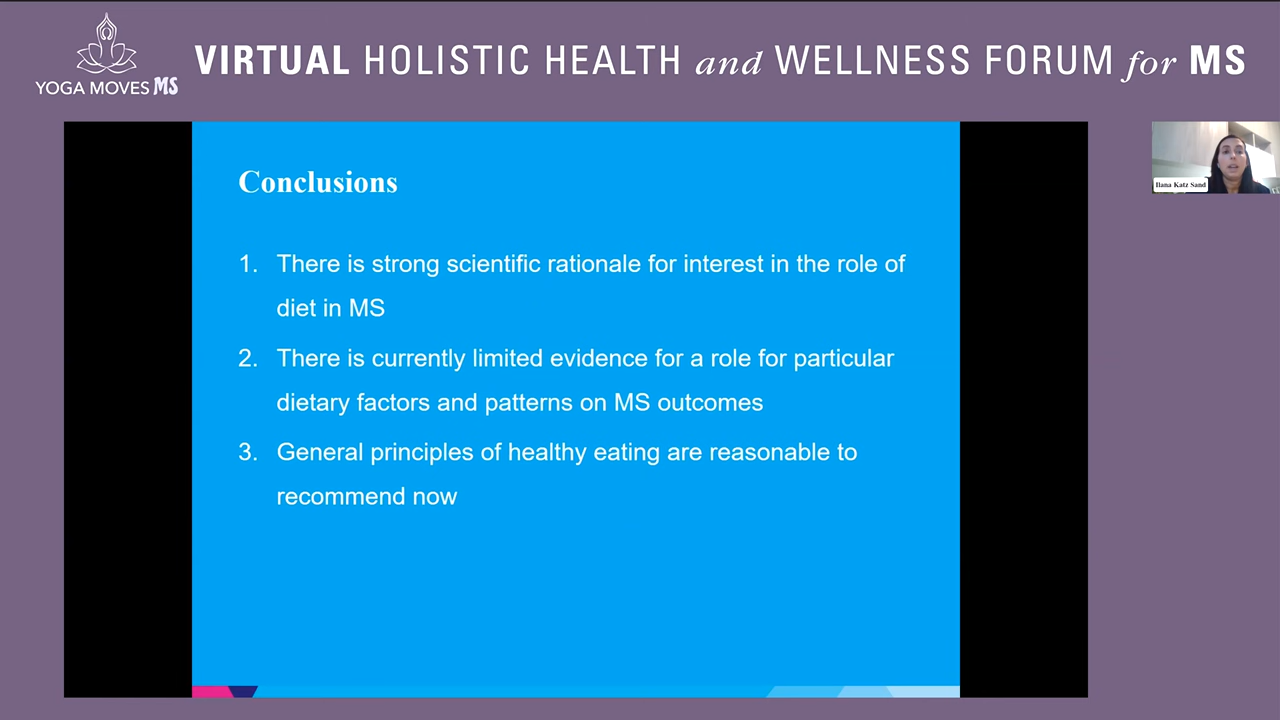 VIRTUAL HOLISTIC HEALTH and WELLNESS FORUM for MS
YOGA MOVES MS
Ilana Katz Sand
Conclusions
1. There is strong scientific rationale for interest in the role of
diet in MS
2. There is currently limited evidence for a role for particular
dietary factors and patterns on MS outcomes
3. General principles of healthy eating are reasonable to
recommend now